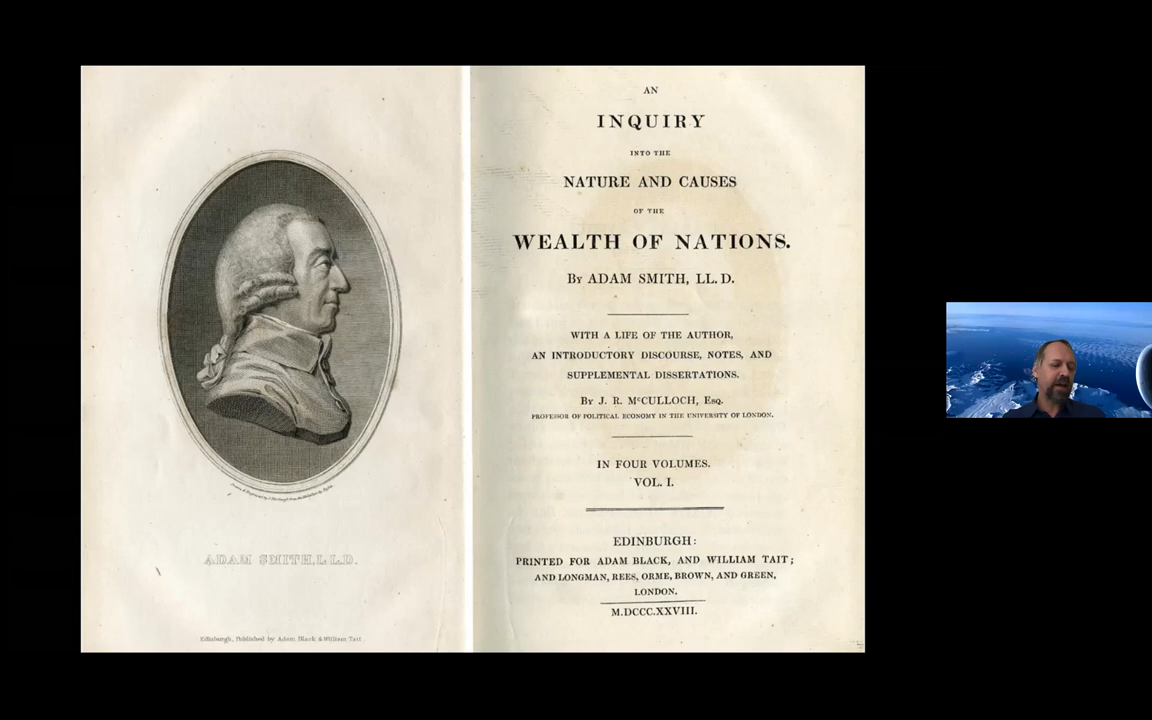 ADAM SMITH, LL.D.
Edinburgh, Published by Adam Black & William Tait
AN
INQUIRY
INTO THE
NATURE AND CAUSES
OF THE
WEALTH OF NATIONS.
By ADAM SMITH, LL. D.
WITH A LIFE OF THE AUTHOR,
AN INTRODUCTORY DISCOURSE, NOTES, AND
SUPPLEMENTAL DISSERTATIONS.
By J. R. McCULLOCH, Esq.
PROFESSOR OF POLITICAL ECONOMY IN THE UNIVERSITY OF LONDON.
IN FOUR VOLUMES.
VOL. I.
EDINBURGH:
PRINTED FOR ADAM BLACK, AND WILLIAM TAIT;
AND LONGMAN, REES, ORME, BROWN, AND GREEN,
LONDON.
M.DCCC.XXVIII.